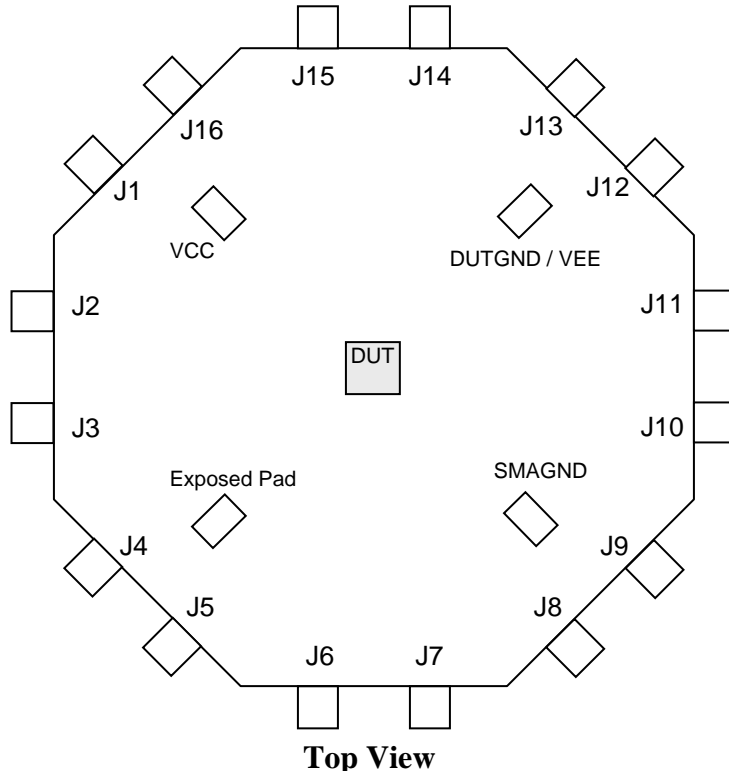 J15 J14
J16 J13
J1 J12
VCC DUTGND / VEE
J2 J11
DUT
J3 J10
Exposed Pad SMAGND
J4 J9
J5 J8
J6 J7
Top View